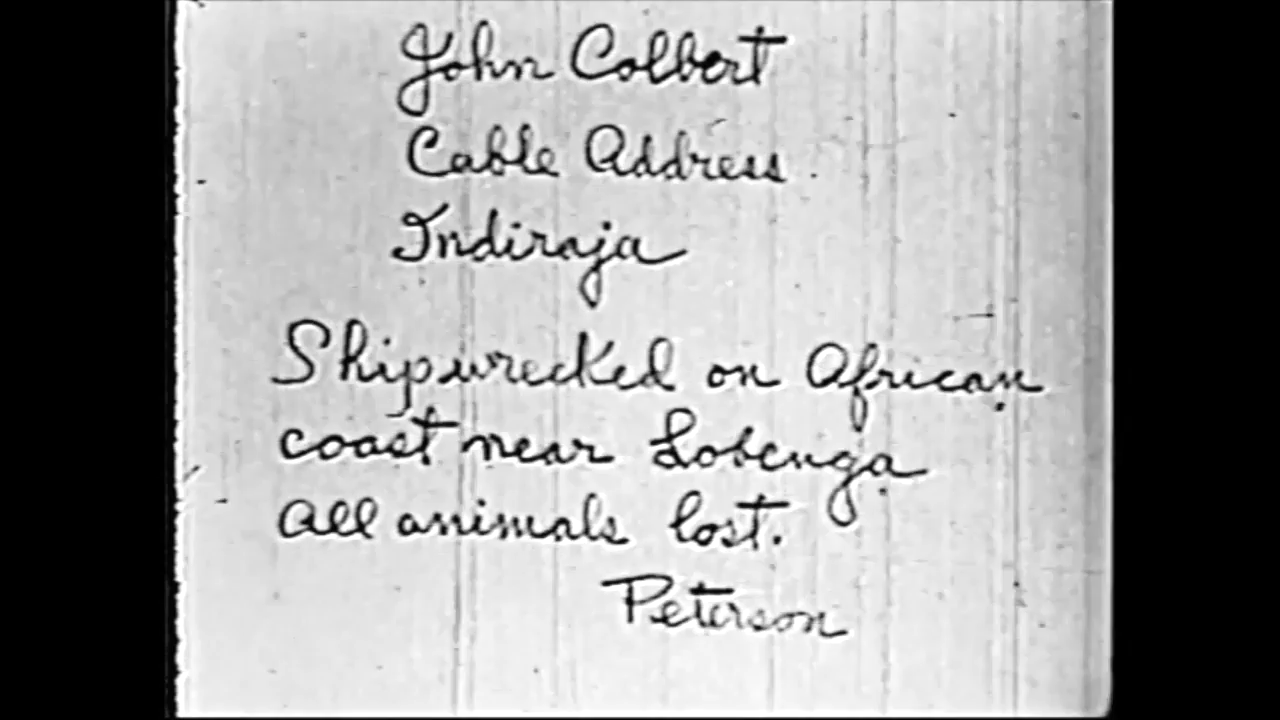 John Colbert
Cable Address
Indiraja
Shipwrecked on African
coast near Lobenga
All animals lost.
Peterson